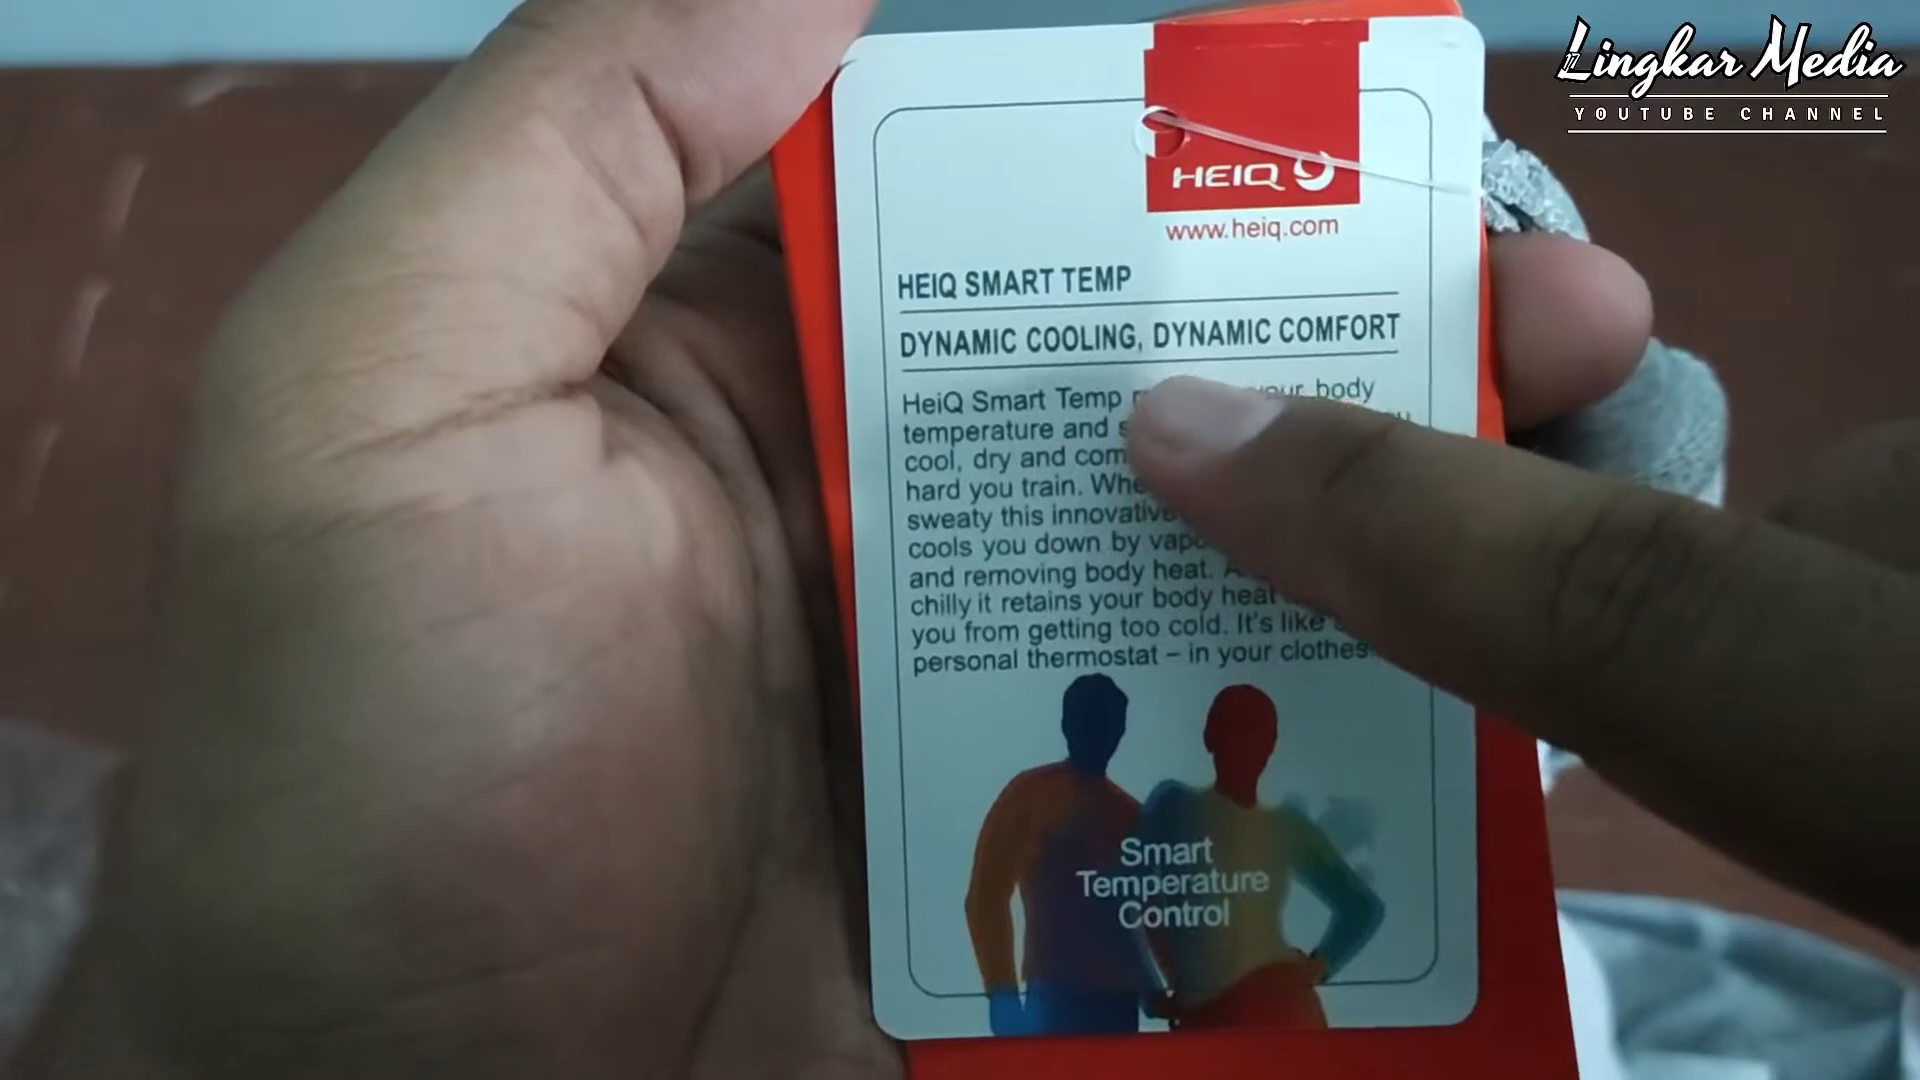 Lingkar Media
YOUTUBE CHANNEL
HEIQ
www.heiq.com
HEIQ SMART TEMP
DYNAMIC COOLING, DYNAMIC COMFORT
HeiQ Smart Temp your body
temperature and
cool, dry and
hard you train.
sweaty this innovative
cools you down by
and removing body heat.
chilly it retains your body heat
you from getting too cold. It's like
personal thermostat – in your clothes.
Smart
Temperature
Control